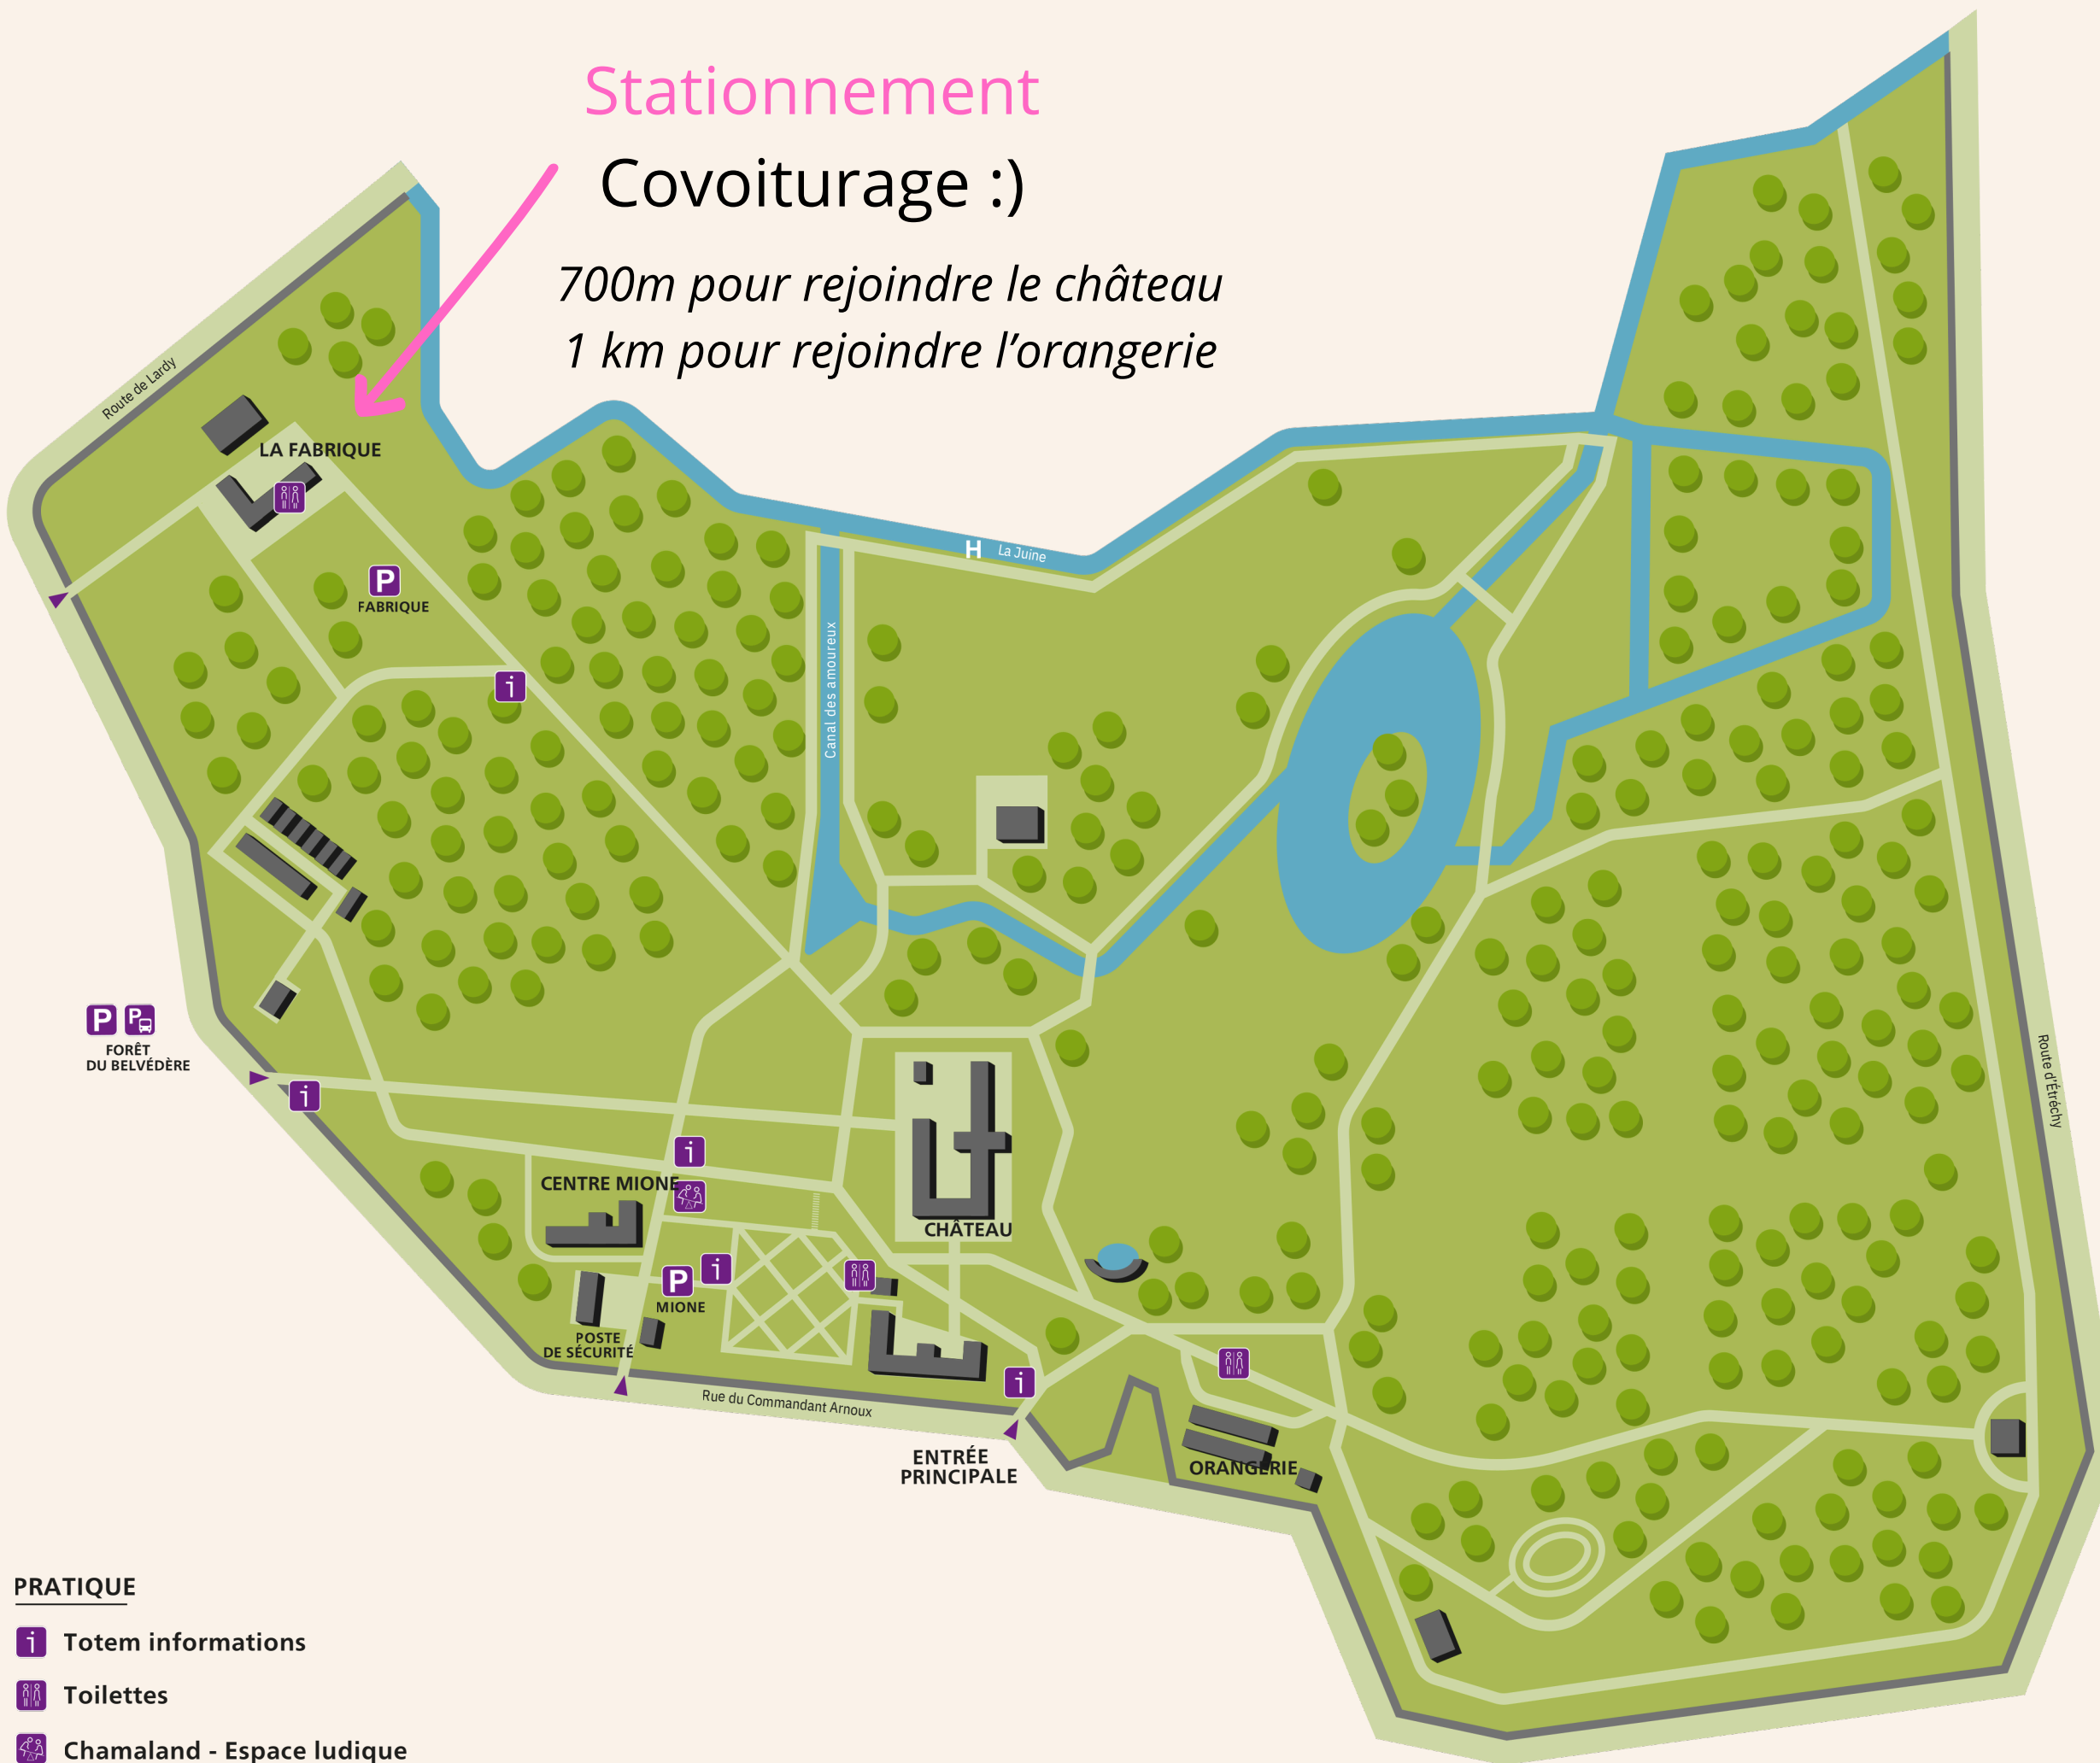 Stationnement
Covoiturage :)
700m pour rejoindre le château
1 km pour rejoindre l’orangerie
Route de Lardy
LA FABRIQUE
P
FABRIQUE
i
H La Juine
Canal des amoureux
P P
FORÊT
DU BELVÉDÈRE
i
i
CENTRE MIONE
CHÂTEAU
i
P
MIONE
POSTE
DE SÉCURITÉ
Rue du Commandant Arnoux
i
ENTRÉE
PRINCIPALE
ORANGERIE
Route d'Étréchy
PRATIQUE
i Totem informations
Toilettes
Chamaland - Espace ludique